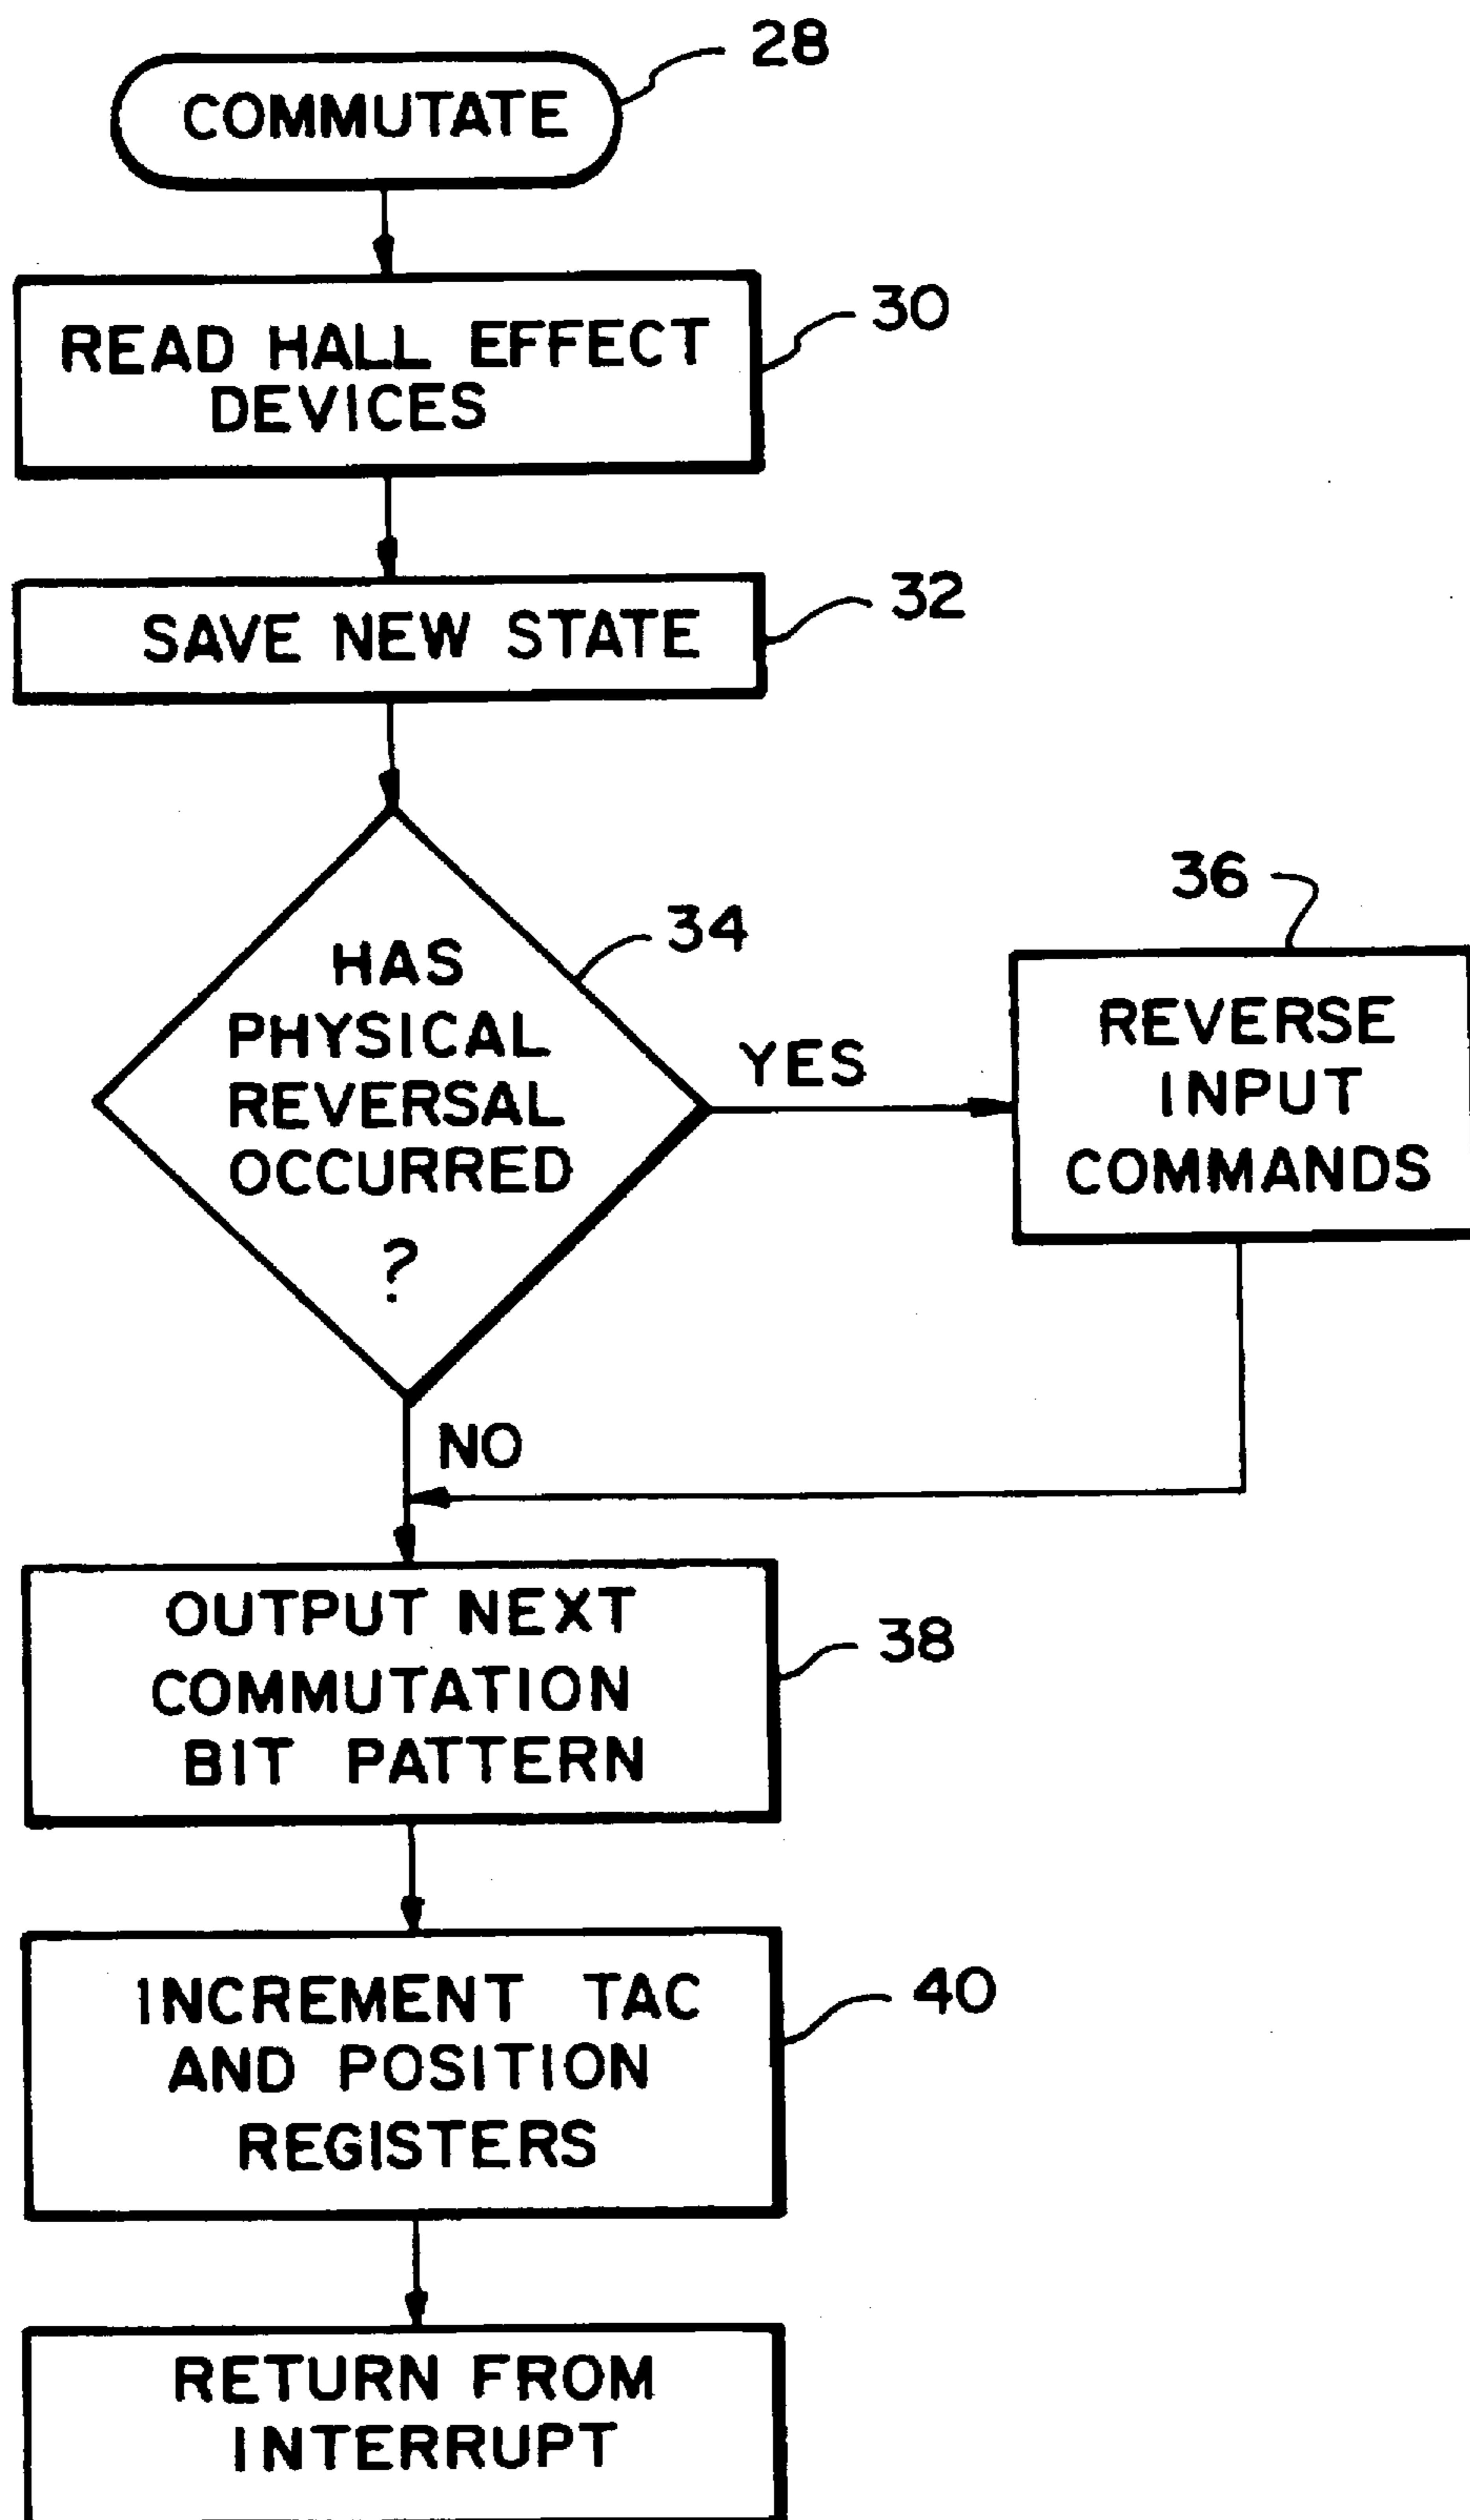 COMMUTATE
28
READ HALL EFFECT
DEVICES
30
SAVE NEW STATE
32
HAS
PHYSICAL
REVERSAL
OCCURRED
?
34
YES
36
REVERSE
INPUT
COMMANDS
NO
OUTPUT NEXT
COMMUTATION
BIT PATTERN
38
INCREMENT TAC
AND POSITION
REGISTERS
40
RETURN FROM
INTERRUPT